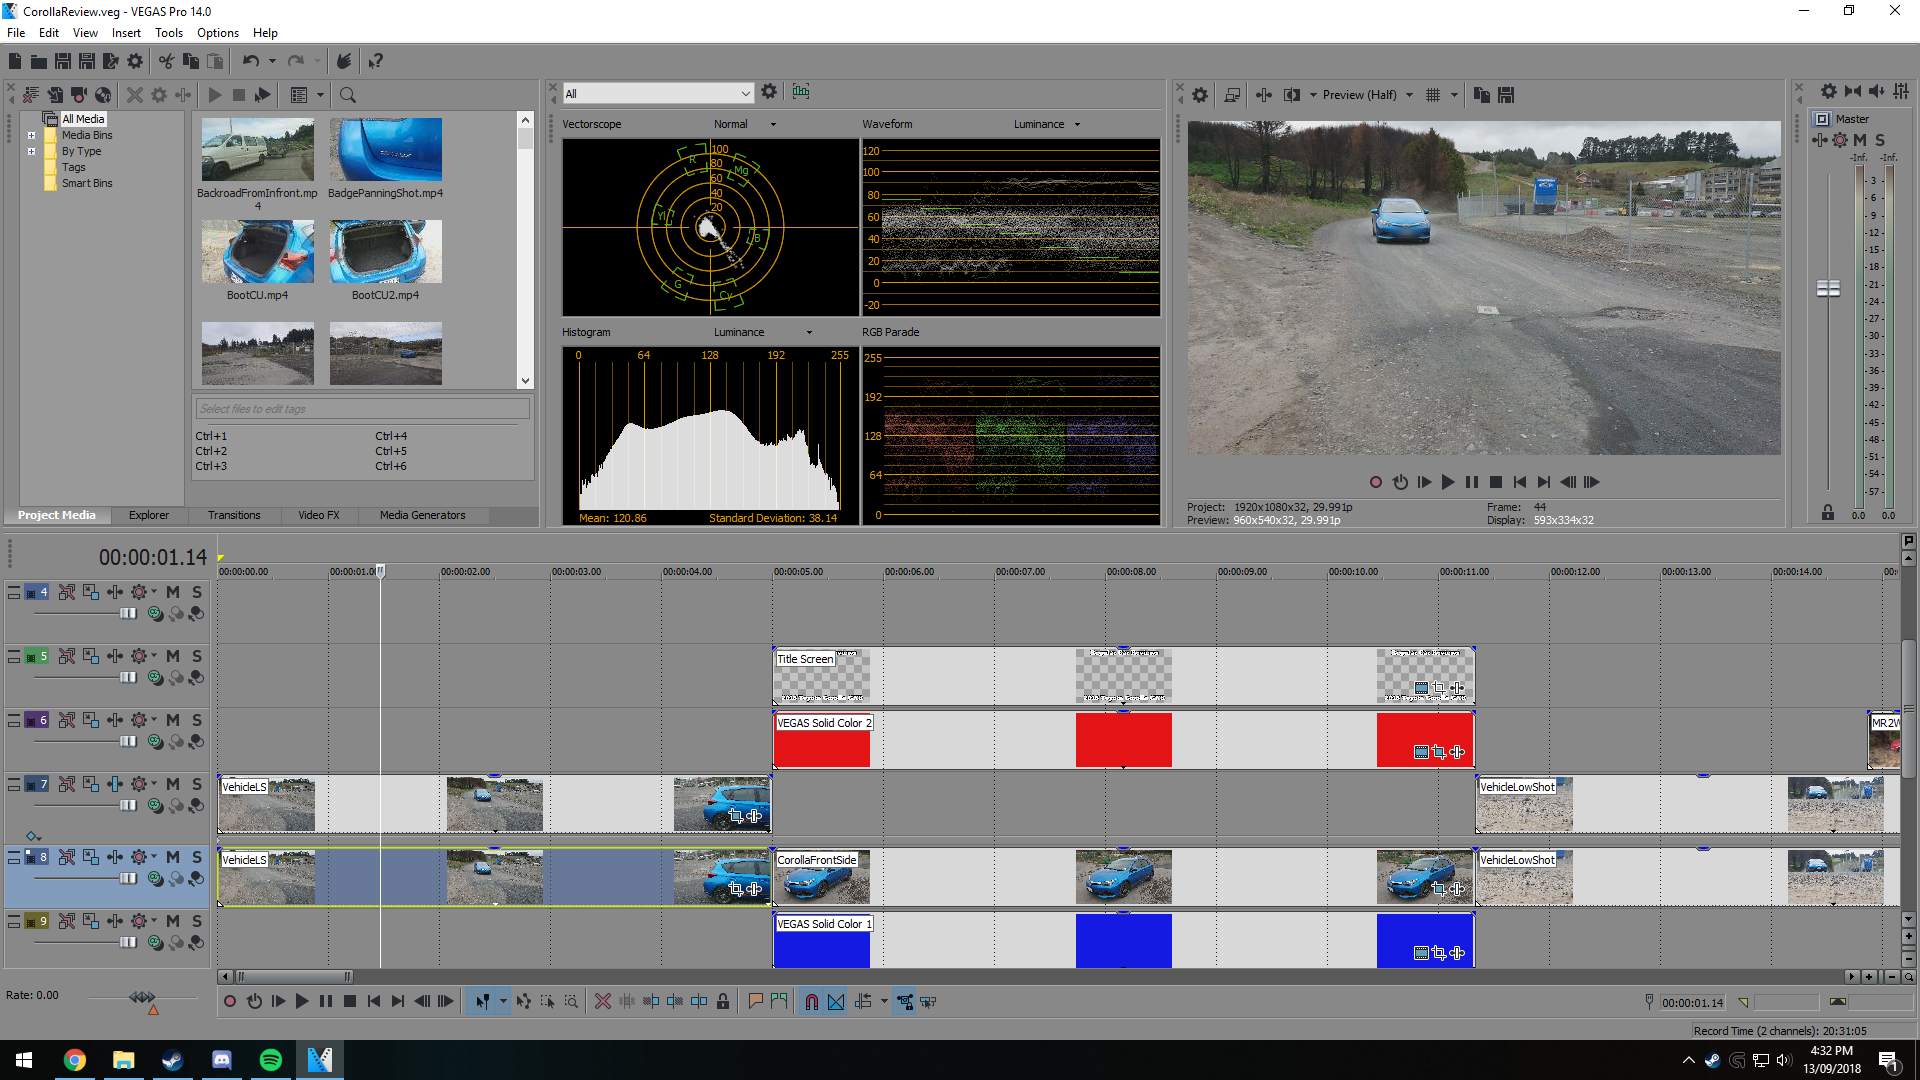 CorollaReview.veg - VEGAS Pro 14.0
File Edit View Insert Tools Options Help
All Media
Media Bins
By Type
Tags
Smart Bins
BackroadFromInfront.mp
4
BadgePanningShot.mp4
BootCU.mp4
BootCU2.mp4
Select files to edit tags
Ctrl+1 Ctrl+4
Ctrl+2 Ctrl+5
Ctrl+3 Ctrl+6
Project Media Explorer Transitions Video FX Media Generators
All
Vectorscope Normal
100
80
60
40
20
R Mg B Cy G Yl
Waveform Luminance
120
100
80
60
40
20
0
-20
Histogram Luminance
0 64 128 192 255
Mean: 120.86 Standard Deviation: 38.14
RGB Parade
255
192
128
64
0
Preview (Half)
Project: 1920x1080x32, 29.991p
Preview: 960x540x32, 29.991p
Frame: 44
Display: 593x334x32
Master
M S
-Inf. -Inf.
3
6
9
12
15
18
21
24
27
30
33
36
39
42
45
48
51
54
57
0.0 0.0
00:00:01.14
00:00:00.00 00:00:01.00 00:00:02.00 00:00:03.00 00:00:04.00 00:00:05.00 00:00:06.00 00:00:07.00 00:00:08.00 00:00:09.00 00:00:10.00 00:00:11.00 00:00:12.00 00:00:13.00 00:00:14.00
4 M S
5 M S
Title Screen
6 M S
VEGAS Solid Color 2
MR2W
7 M S
VehicleLS
VehicleLowShot
8 M S
VehicleLS
CorollaFrontSide
VehicleLowShot
9 M S
VEGAS Solid Color 1
Rate: 0.00
00:00:01.14
Record Time (2 channels): 20:31:05
4:32 PM
13/09/2018
1